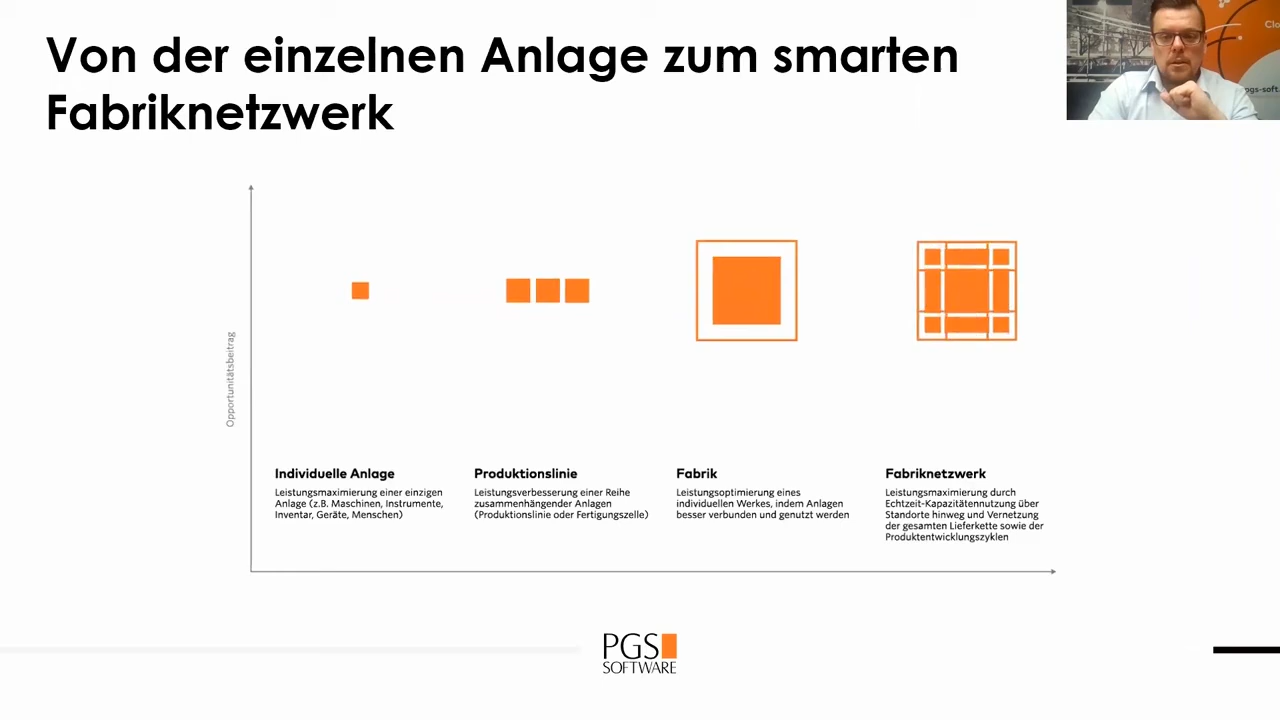 Von der einzelnen Anlage zum smarten
Fabriknetzwerk
Clo
pgs-soft.
Opportunitätsbeitrag
Individuelle Anlage
Leistungsmaximierung einer einzigen
Anlage (z.B. Maschinen, Instrumente,
Inventar, Geräte, Menschen)
Produktionslinie
Leistungsverbesserung einer Reihe
zusammenhängender Anlagen
(Produktionslinie oder Fertigungszelle)
Fabrik
Leistungsoptimierung eines
individuellen Werkes, indem Anlagen
besser verbunden und genutzt werden
Fabriknetzwerk
Leistungsmaximierung durch
Echtzeit-Kapazitätennutzung über
Standorte hinweg und Vernetzung
der gesamten Lieferkette sowie der
Produktentwicklungszyklen
PGS
SOFTWARE